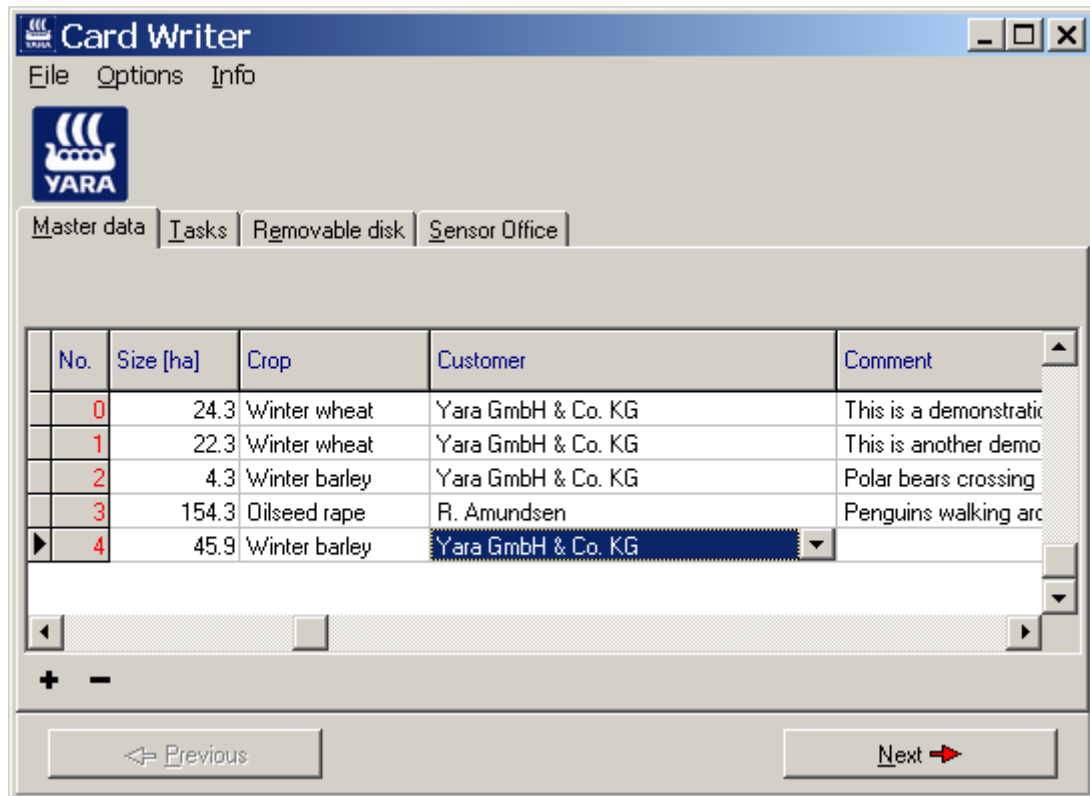 YARA Card Writer
File Options Info
YARA
Master data Tasks Removable disk Sensor Office
No. Size [ha] Crop Customer Comment
0 24.3 Winter wheat Yara GmbH & Co. KG This is a demonstratio
1 22.3 Winter wheat Yara GmbH & Co. KG This is another demo
2 4.3 Winter barley Yara GmbH & Co. KG Polar bears crossing
3 154.3 Oilseed rape R. Amundsen Penguins walking arc
4 45.9 Winter barley Yara GmbH & Co. KG
Previous Next